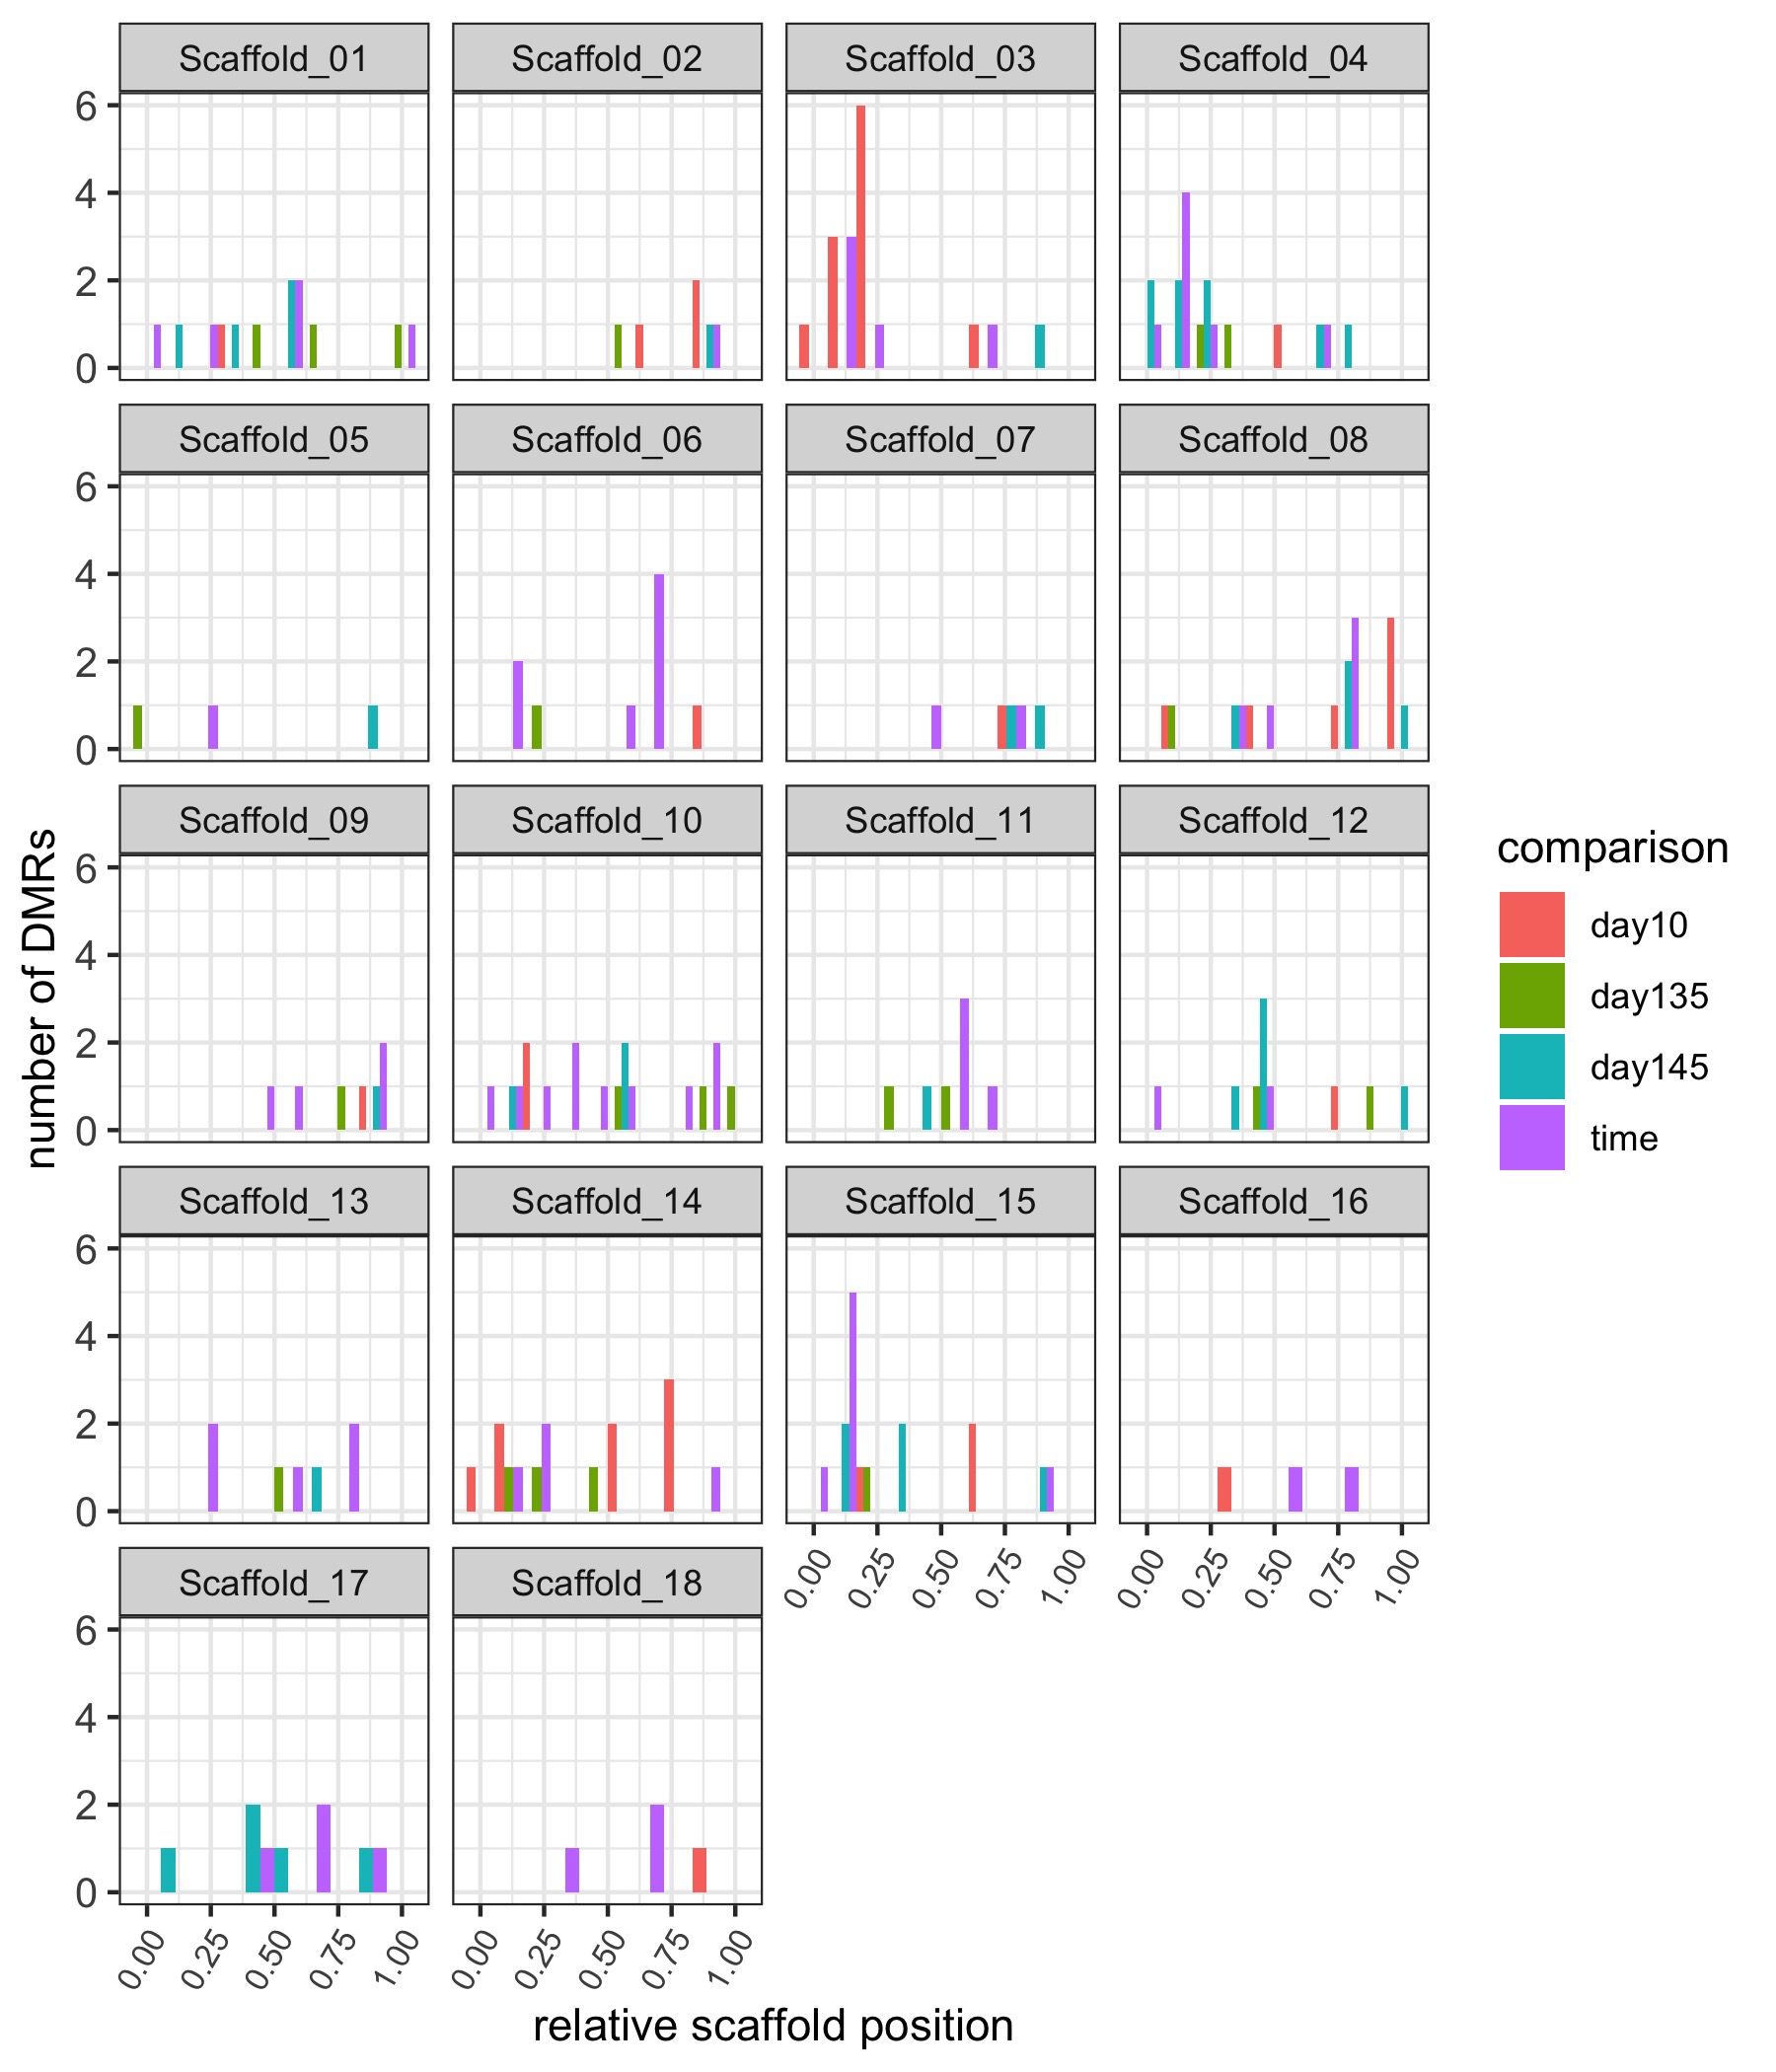 Scaffold_01 Scaffold_02 Scaffold_03 Scaffold_04
6
4
2
0
Scaffold_05 Scaffold_06 Scaffold_07 Scaffold_08
6
4
2
0
Scaffold_09 Scaffold_10 Scaffold_11 Scaffold_12
6
4
2
0
number of DMRs
comparison
day10
day135
day145
time
Scaffold_13 Scaffold_14 Scaffold_15 Scaffold_16
6
4
2
0
0.00 0.25 0.50 0.75 1.00 0.00 0.25 0.50 0.75 1.00
Scaffold_17 Scaffold_18
6
4
2
0
0.00 0.25 0.50 0.75 1.00 0.00 0.25 0.50 0.75 1.00
relative scaffold position